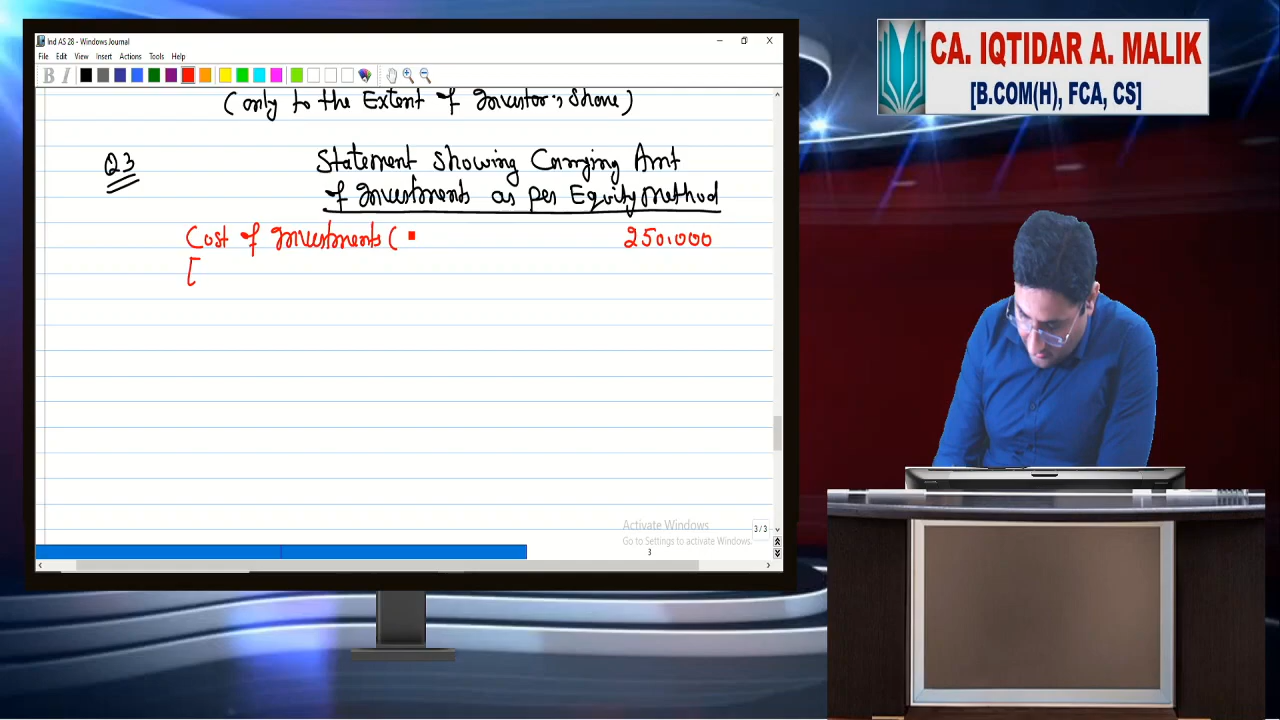 Ind AS 28 - Windows Journal
File Edit View Insert Actions Tools Help
B I
(only to the Extent of Investor's Share)
Q3
Statement Showing Carrying Amt
of Investments as per Equity Method
Cost of Investments ( 250,000
[
Activate Windows
Go to Settings to activate Windows.
3 / 3
3
CA. IQTIDAR A. MALIK
[B.COM(H), FCA, CS]